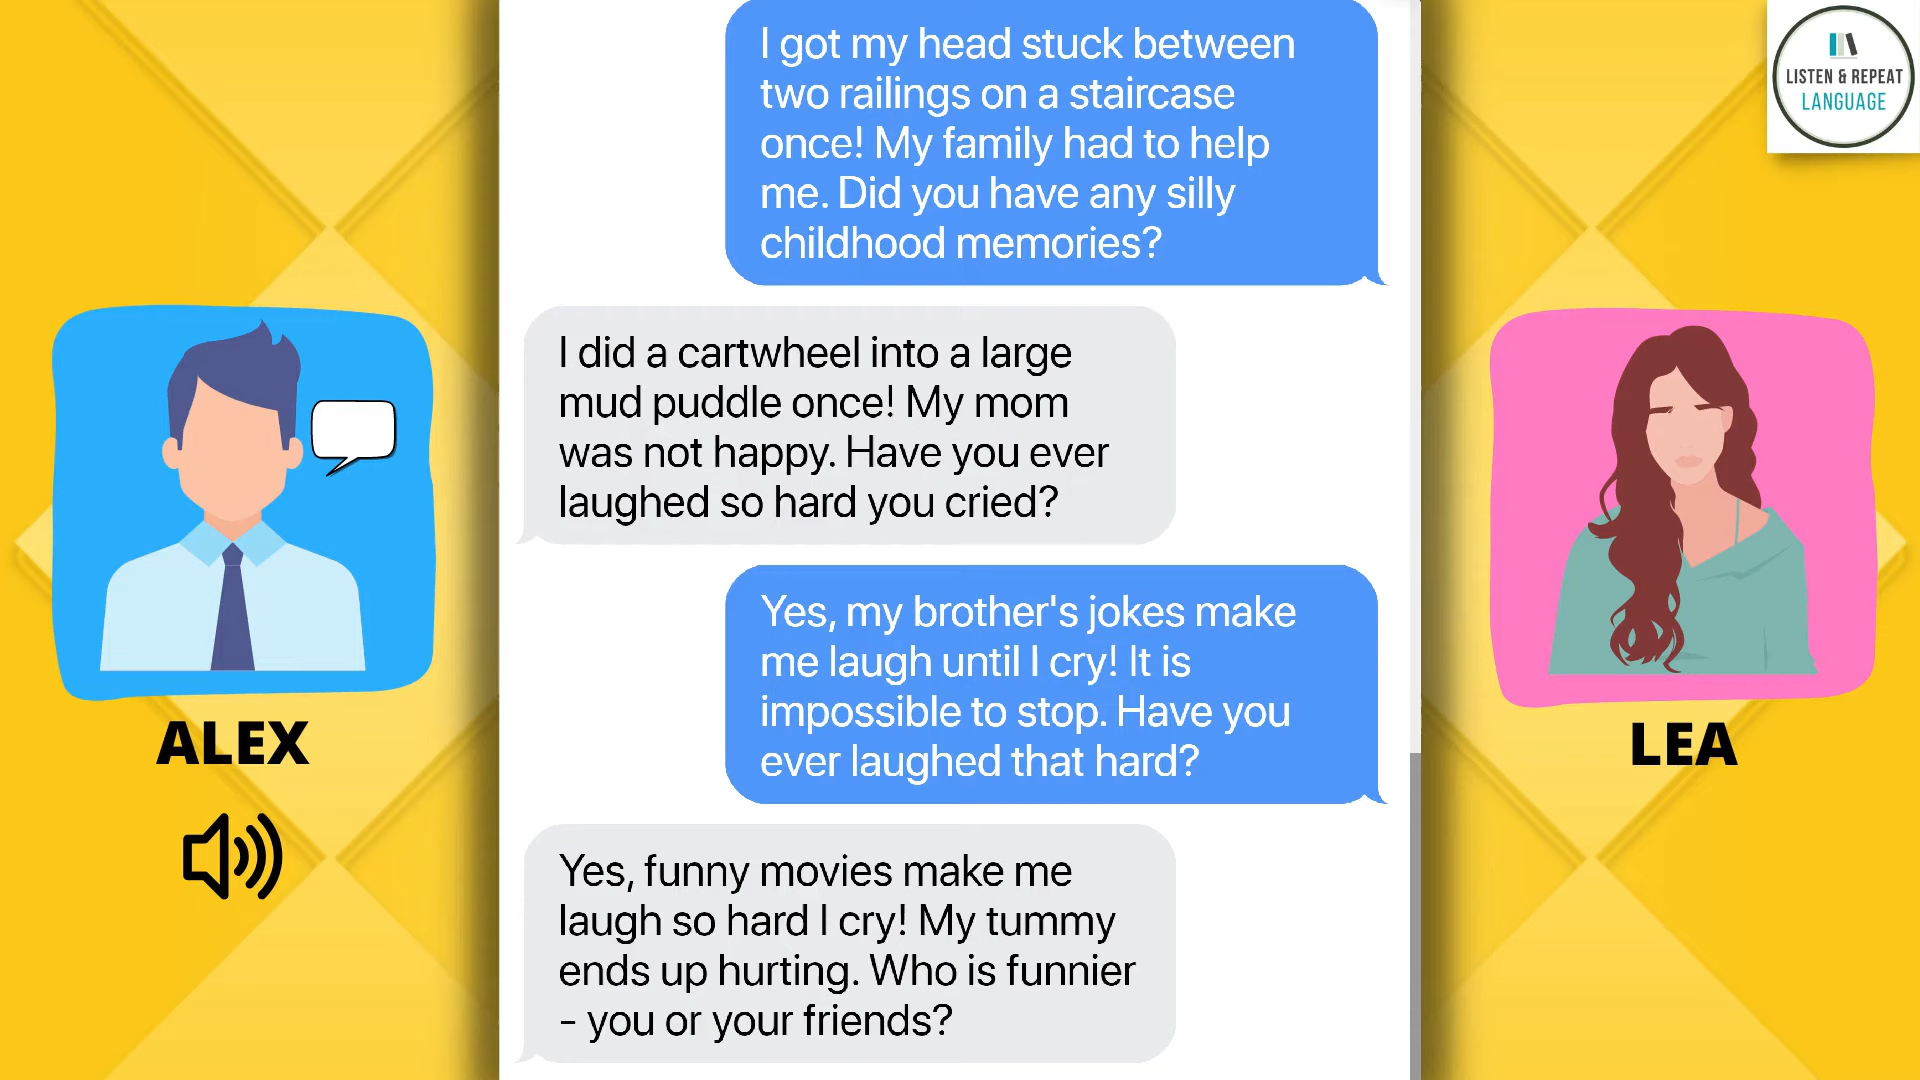 I got my head stuck between
two railings on a staircase
once! My family had to help
me. Did you have any silly
childhood memories?
I did a cartwheel into a large
mud puddle once! My mom
was not happy. Have you ever
laughed so hard you cried?
Yes, my brother's jokes make
me laugh until I cry! It is
impossible to stop. Have you
ever laughed that hard?
Yes, funny movies make me
laugh so hard I cry! My tummy
ends up hurting. Who is funnier
- you or your friends?
ALEX
LEA
LISTEN & REPEAT
LANGUAGE